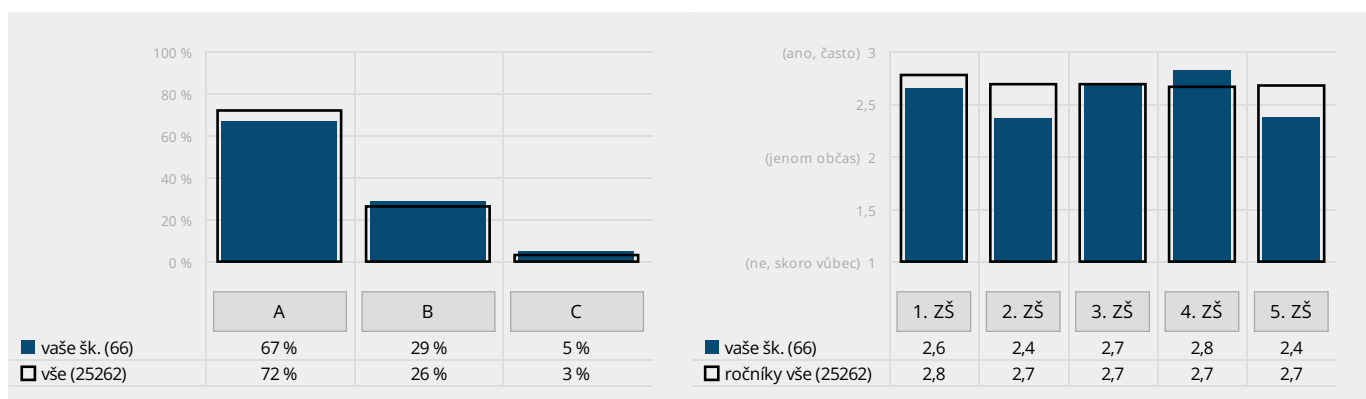 100 %
80 %
60 %
40 %
20 %
0 %
A B C
vaše šk. (66) 67 % 29 % 5 %
vše (25262) 72 % 26 % 3 %
(ano, často) 3
2,5
(jenom občas) 2
1,5
(ne, skoro vůbec) 1
1. ZŠ 2. ZŠ 3. ZŠ 4. ZŠ 5. ZŠ
vaše šk. (66) 2,6 2,4 2,7 2,8 2,4
ročníky vše (25262) 2,8 2,7 2,7 2,7 2,7